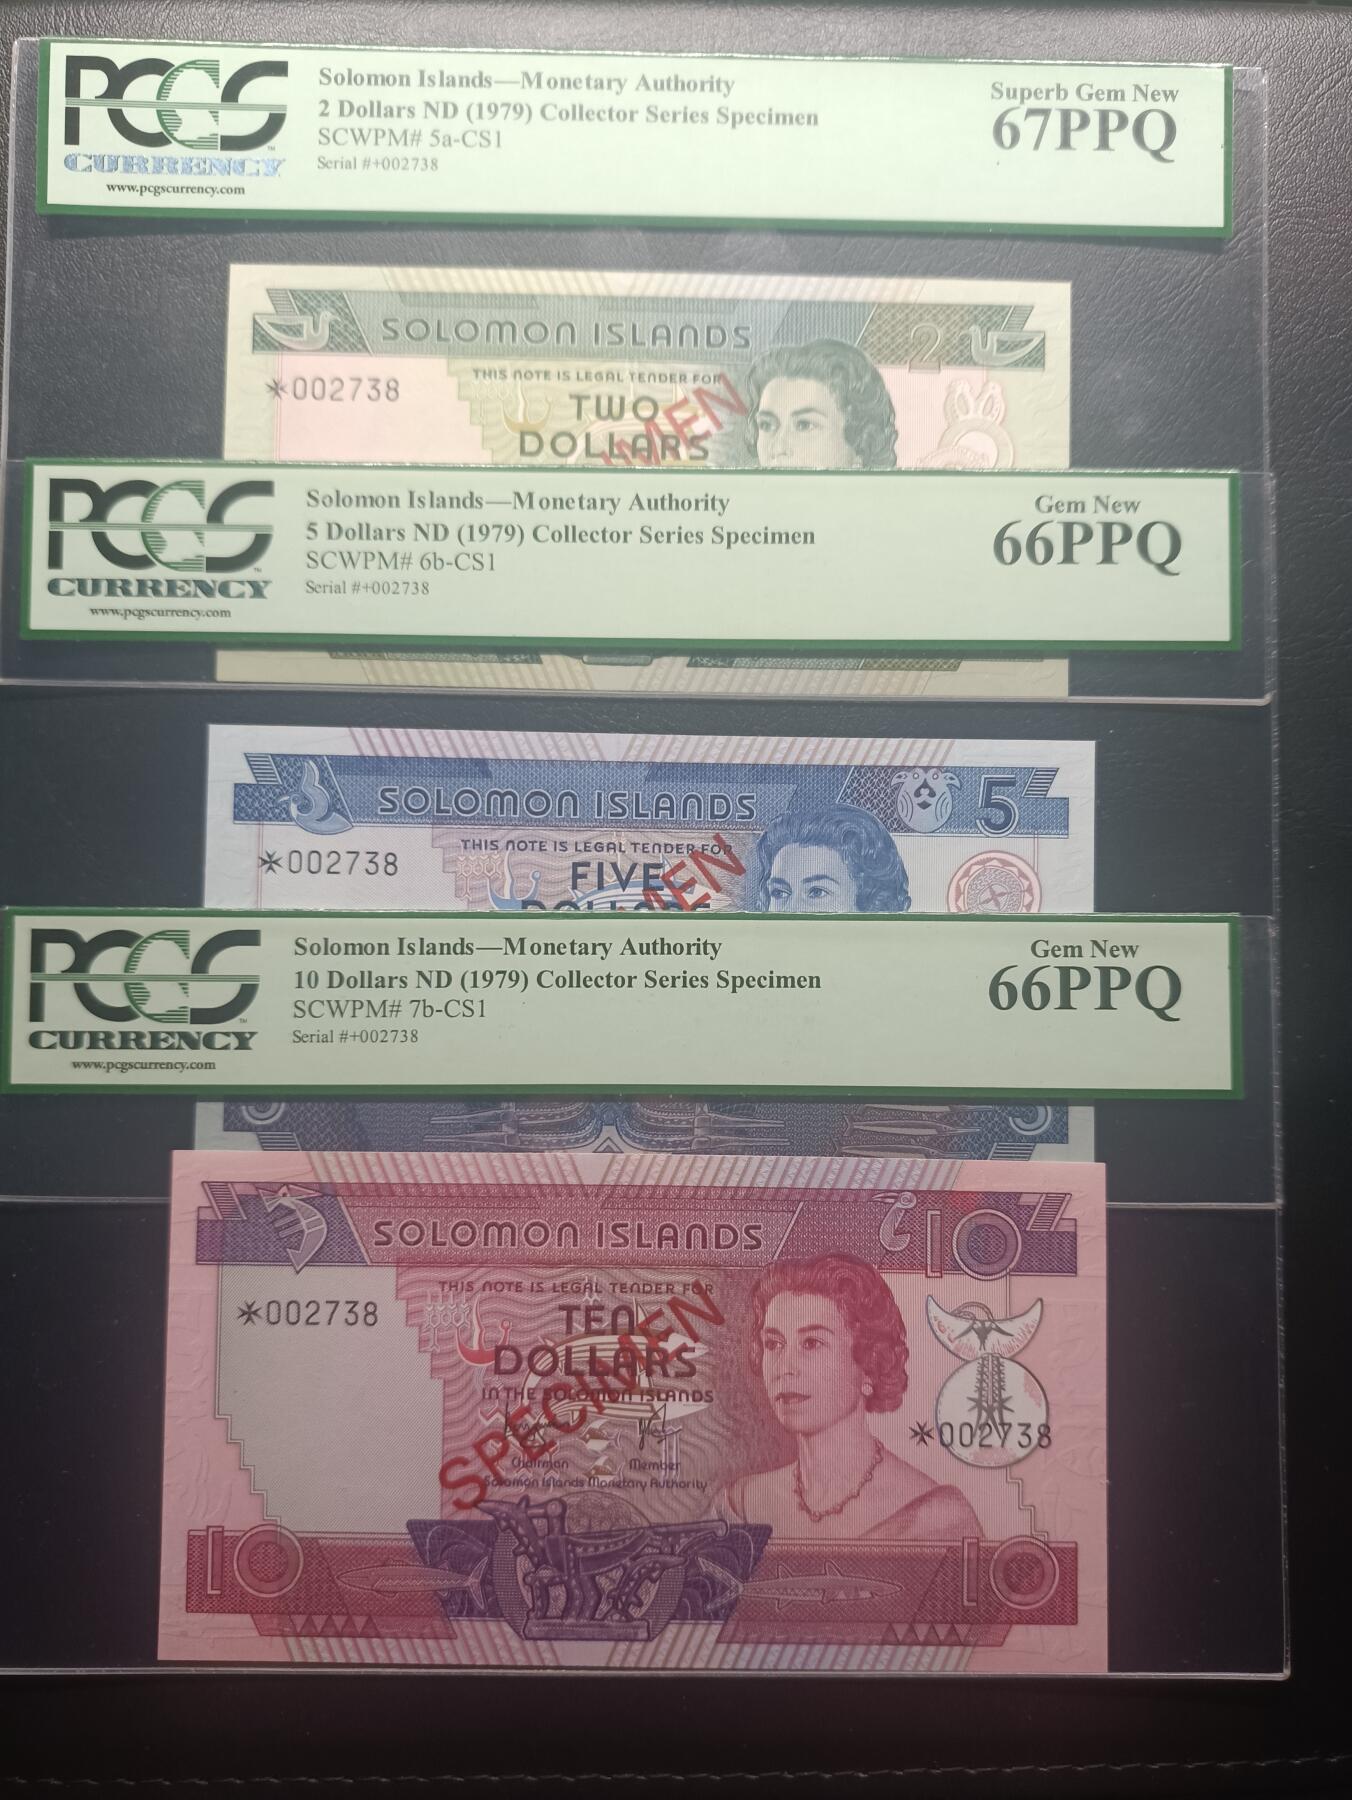 PCGS
CURRENCY
www.pcgscurrency.com
Solomon Islands—Monetary Authority
2 Dollars ND (1979) Collector Series Specimen
SCWPM# 5a-CS1
Serial #+002738
Superb Gem New
67PPQ
SOLOMON ISLANDS
2
*002738
THIS NOTE IS LEGAL TENDER FOR
TWO
DOLLARS
MEN
PCGS
CURRENCY
www.pcgscurrency.com
Solomon Islands—Monetary Authority
5 Dollars ND (1979) Collector Series Specimen
SCWPM# 6b-CS1
Serial #+002738
Gem New
66PPQ
SOLOMON ISLANDS
5
*002738
THIS NOTE IS LEGAL TENDER FOR
FIVE
DOLLARS
MEN
PCGS
CURRENCY
www.pcgscurrency.com
Solomon Islands—Monetary Authority
10 Dollars ND (1979) Collector Series Specimen
SCWPM# 7b-CS1
Serial #+002738
Gem New
66PPQ
5
5
SOLOMON ISLANDS
10
*002738
THIS NOTE IS LEGAL TENDER FOR
TEN
DOLLARS
IN THE SOLOMON ISLANDS
SPECIMEN
*002738
Chairman
Member
Solomon Islands Monetary Authority
10
10